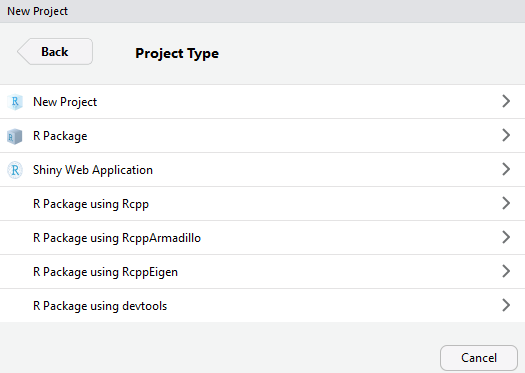 New Project
Back
Project Type
New Project
R Package
Shiny Web Application
R Package using Rcpp
R Package using RcppArmadillo
R Package using RcppEigen
R Package using devtools
Cancel